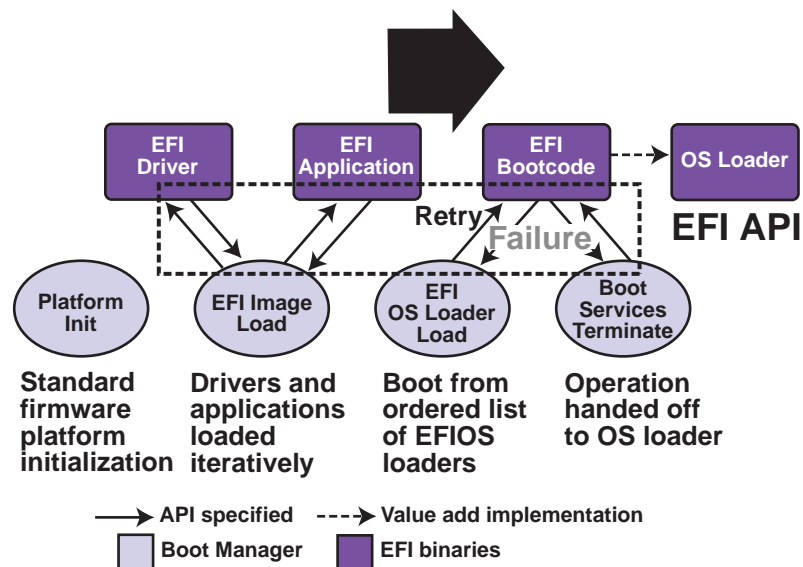 EFI
Driver
EFI
Application
EFI
Bootcode
OS Loader
EFI API
Retry
Failure
Platform
Init
EFI Image
Load
EFI
OS Loader
Load
Boot
Services
Terminate
Standard
firmware
platform
initialization
Drivers and
applications
loaded
iteratively
Boot from
ordered list
of EFIOS
loaders
Operation
handed off
to OS loader
API specified
Value add implementation
Boot Manager
EFI binaries